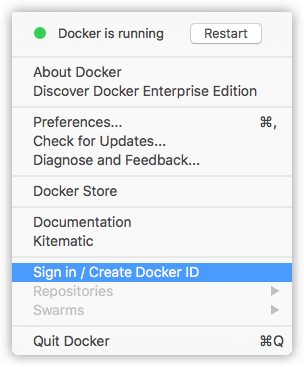 Docker is running Restart
About Docker
Discover Docker Enterprise Edition
Preferences... ⌘,
Check for Updates...
Diagnose and Feedback...
Docker Store
Documentation
Kitematic
Sign in / Create Docker ID
Repositories ▶
Swarms ▶
Quit Docker ⌘Q